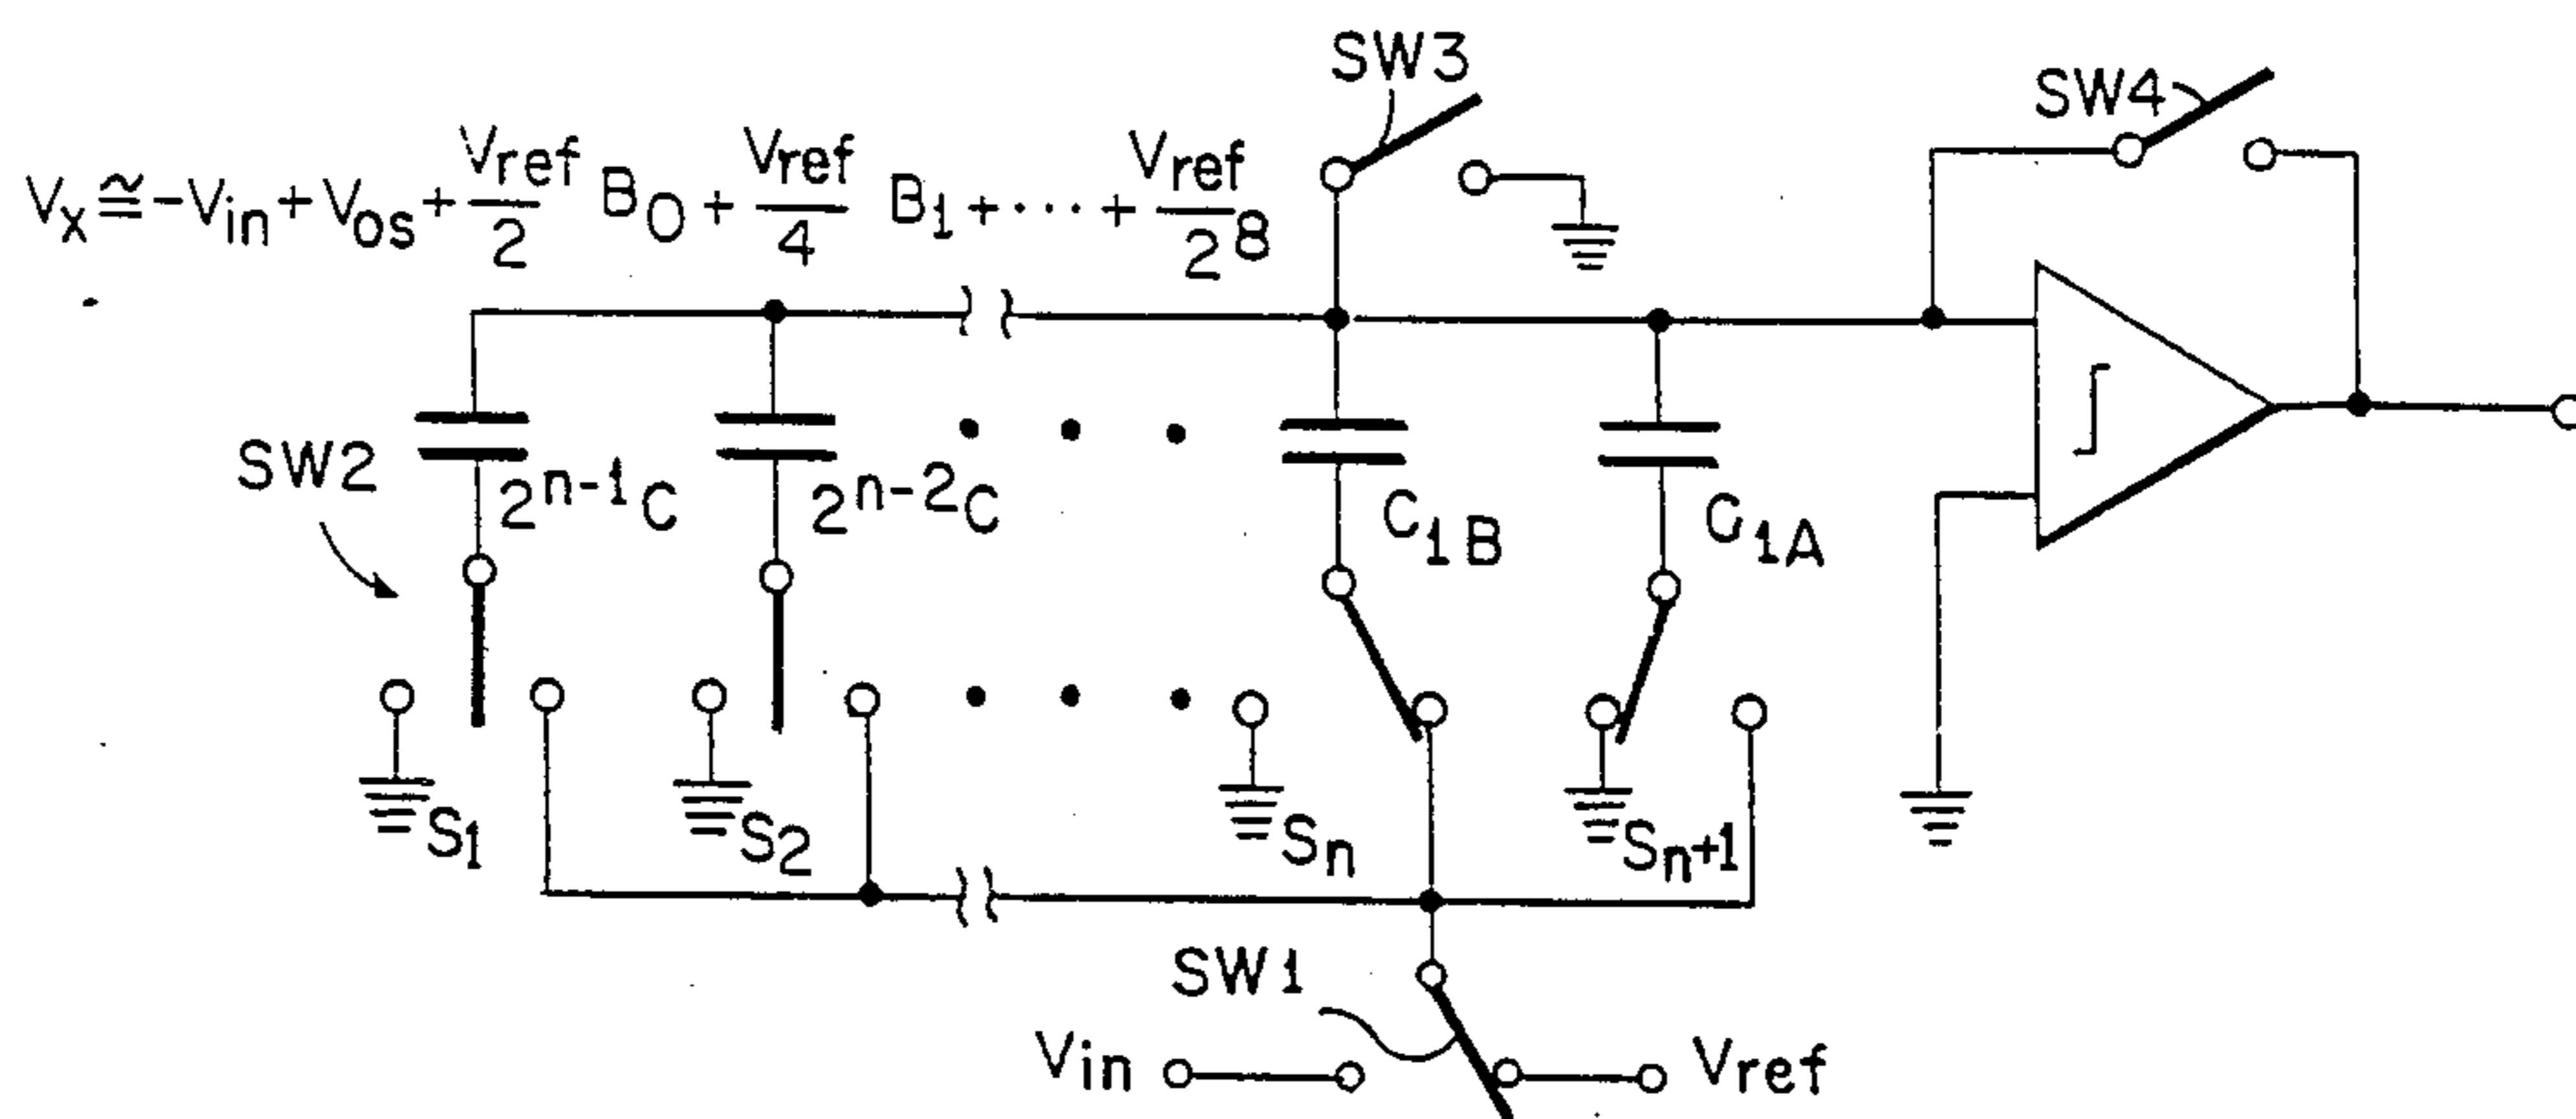 SW3
SW4
Vx ≅ -Vin + Vos + Vref/2 B0 + Vref/4 B1 + ··· + Vref/2^8
SW2
2^n-1 C
2^n-2 C
C1B
C1A
S1
S2
Sn
Sn+1
SW1
Vin
Vref